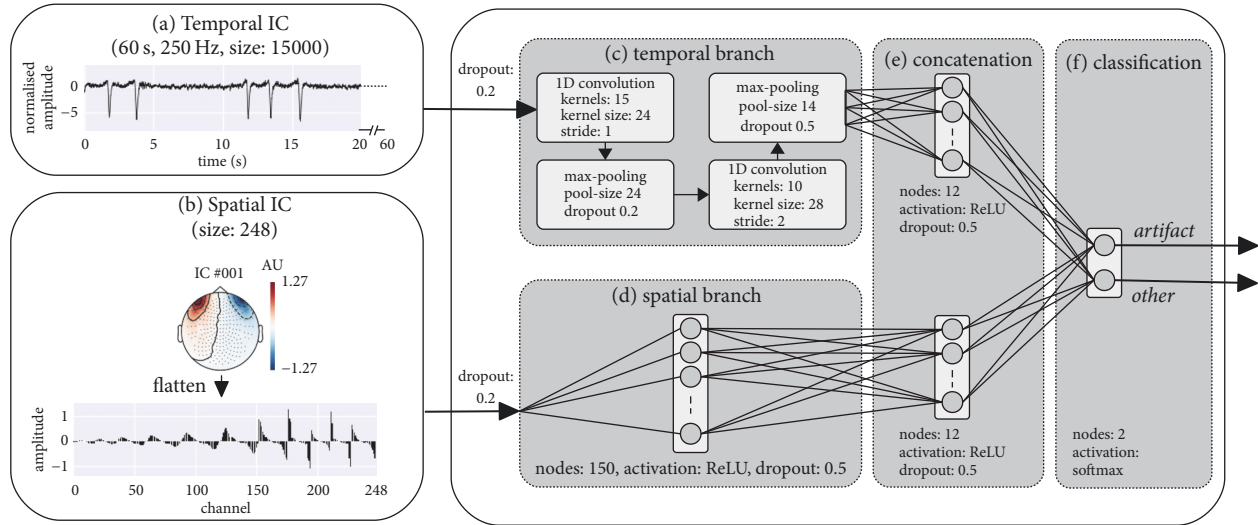 (a) Temporal IC
(60 s, 250 Hz, size: 15000)
normalised
amplitude
0
−5
0
5
10
15
20
60
time (s)
(b) Spatial IC
(size: 248)
IC #001
AU
1.27
−1.27
flatten
amplitude
1
0
−1
0
50
100
150
200
248
channel
dropout:
0.2
(c) temporal branch
1D convolution
kernels: 15
kernel size: 24
stride: 1
max-pooling
pool-size 24
dropout 0.2
1D convolution
kernels: 10
kernel size: 28
stride: 2
max-pooling
pool-size 14
dropout 0.5
dropout:
0.2
(d) spatial branch
nodes: 150, activation: ReLU, dropout: 0.5
(e) concatenation
nodes: 12
activation: ReLU
dropout: 0.5
nodes: 12
activation: ReLU
dropout: 0.5
(f) classification
artifact
other
nodes: 2
activation:
softmax